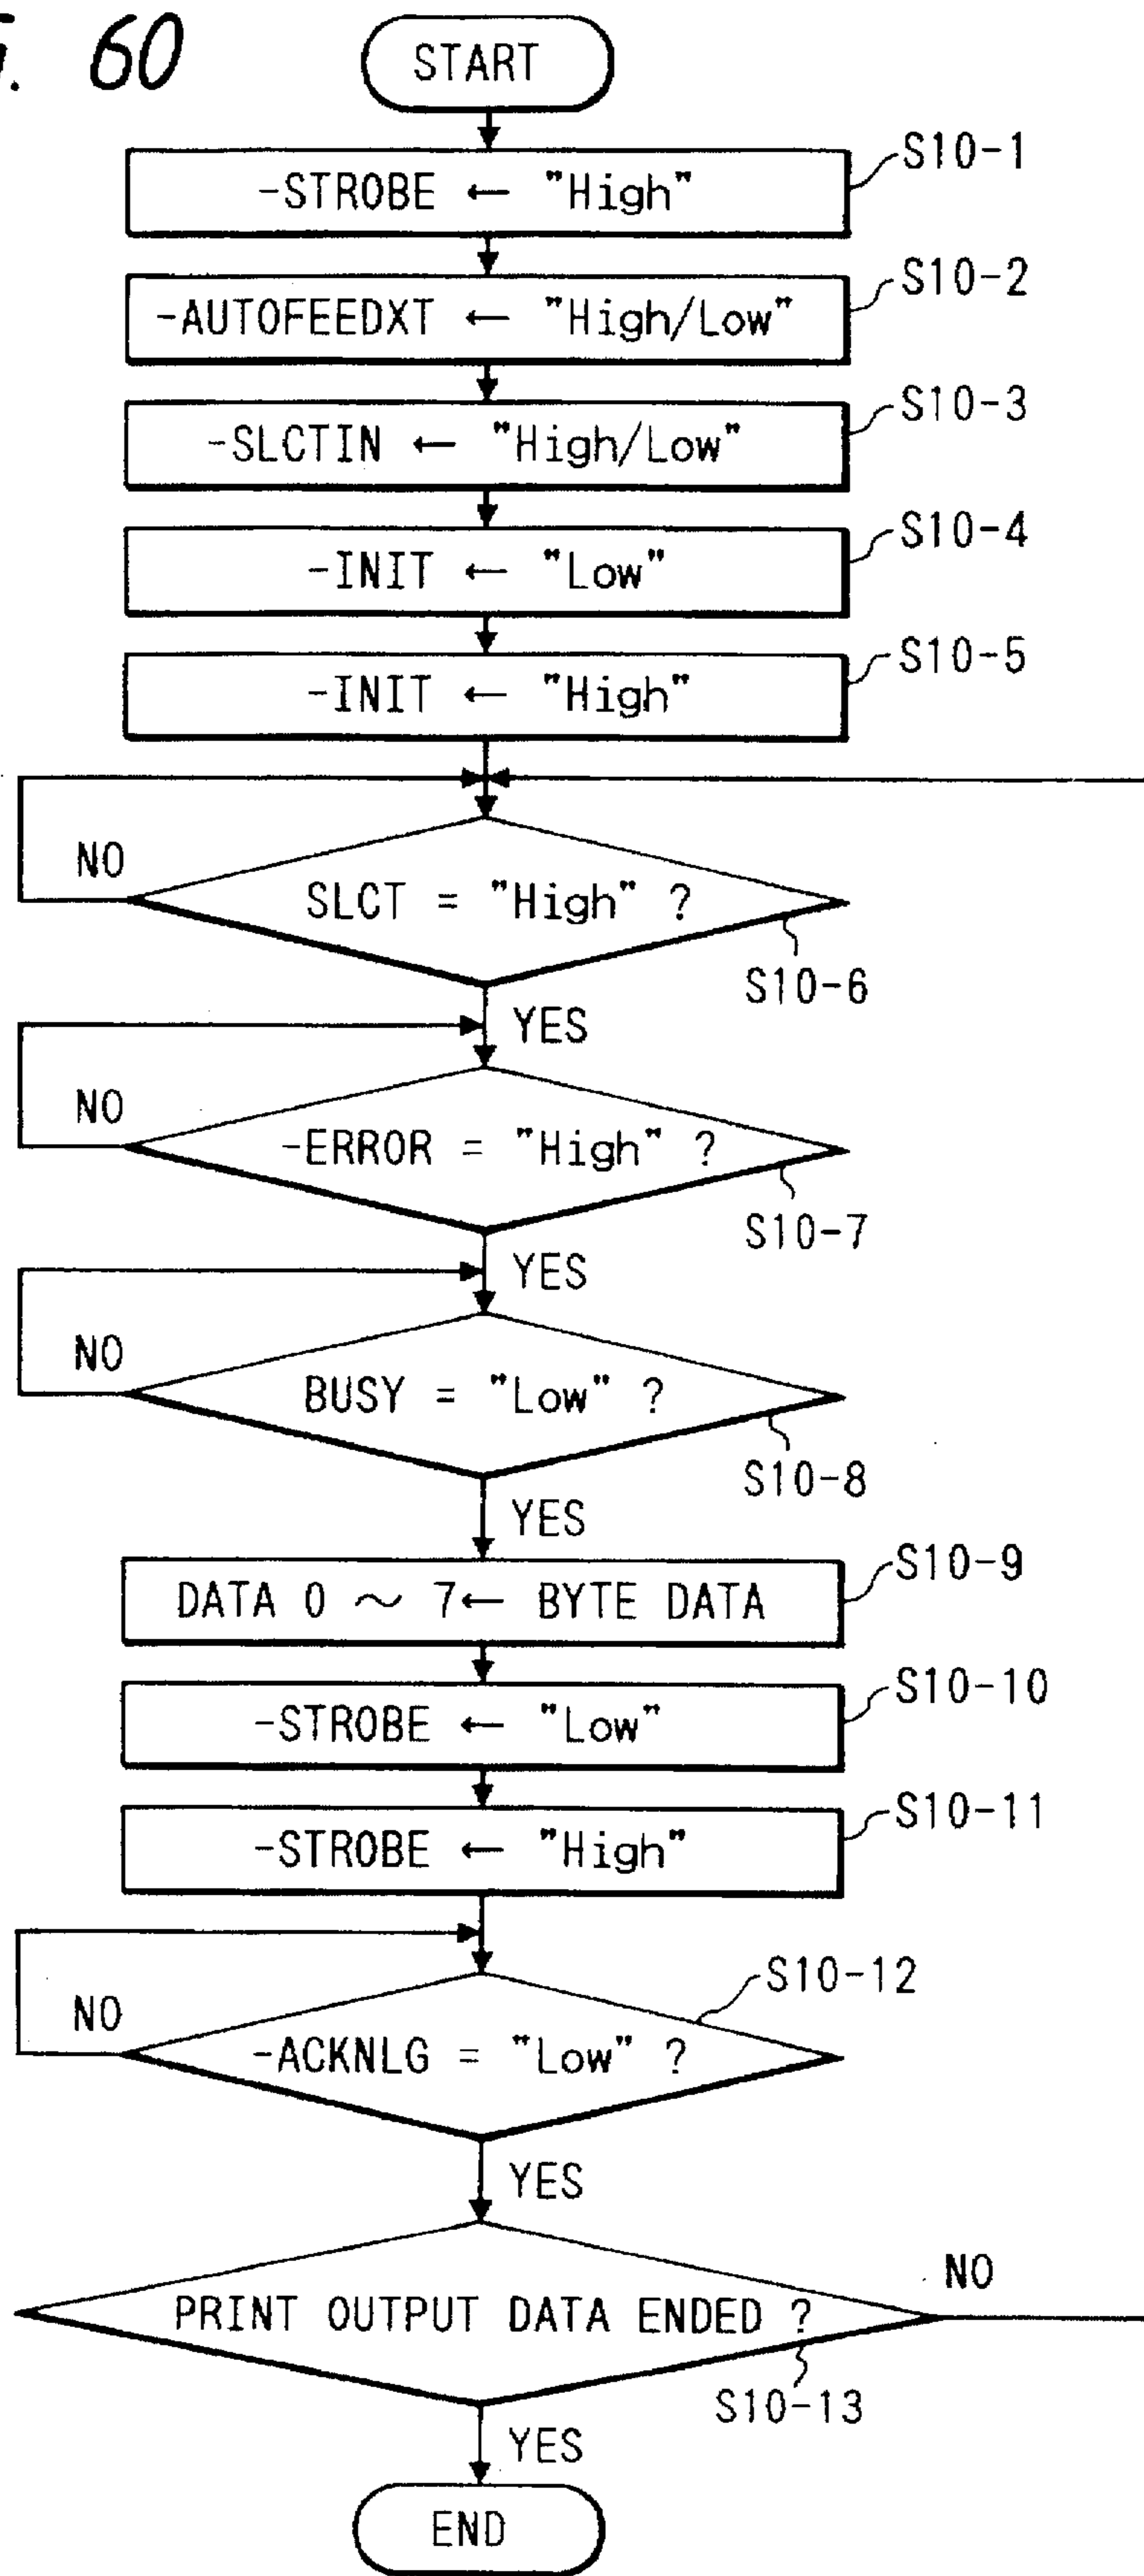 60
START
-STROBE ← "High"
S10-1
-AUTOFEEDXT ← "High/Low"
S10-2
-SLCTIN ← "High/Low"
S10-3
-INIT ← "Low"
S10-4
-INIT ← "High"
S10-5
NO
SLCT = "High" ?
S10-6
YES
NO
-ERROR = "High" ?
S10-7
YES
NO
BUSY = "Low" ?
S10-8
YES
DATA 0 ~ 7← BYTE DATA
S10-9
-STROBE ← "Low"
S10-10
-STROBE ← "High"
S10-11
NO
-ACKNLG = "Low" ?
S10-12
YES
PRINT OUTPUT DATA ENDED ?
NO
S10-13
YES
END